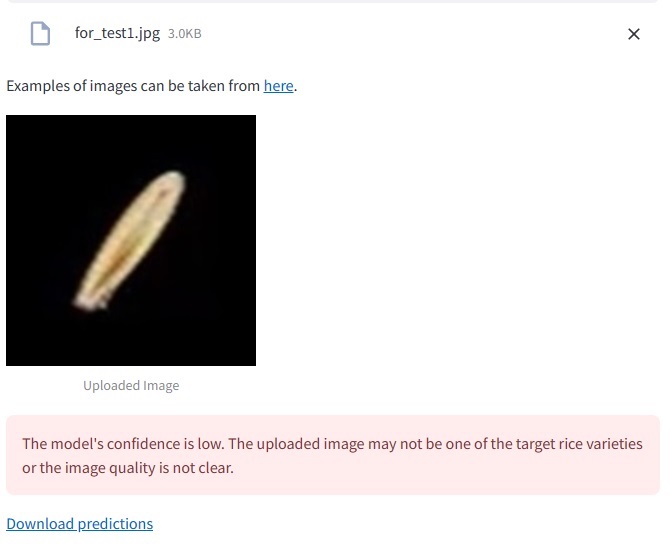 for_test1.jpg 3.0KB
Examples of images can be taken from here.
Uploaded Image
The model's confidence is low. The uploaded image may not be one of the target rice varieties
or the image quality is not clear.
Download predictions